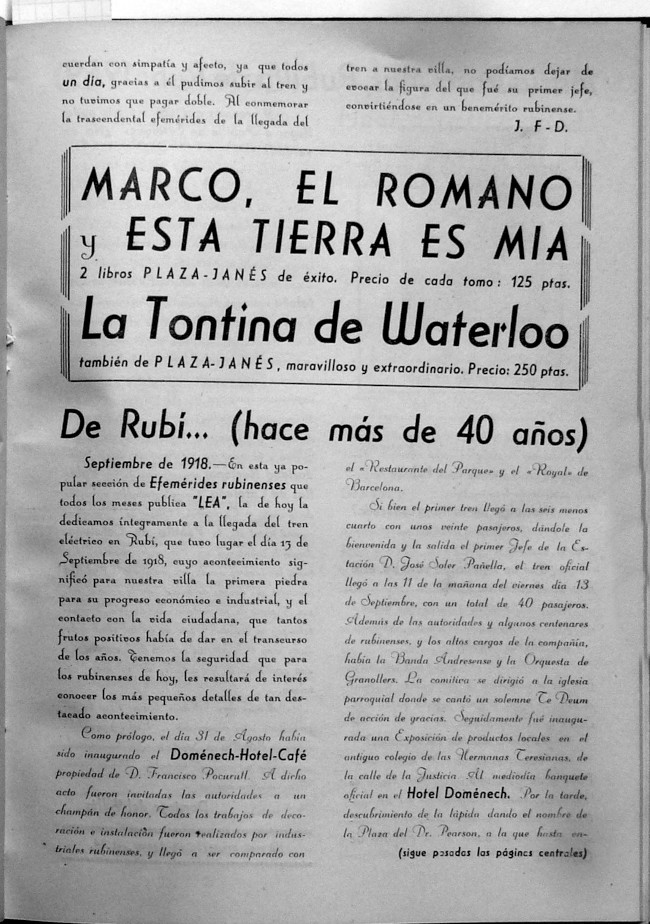 cuerdan con simpatía y afecto, ya que todos
un día, gracias a él pudimos subir al tren y
no tuvimos que pagar doble. Al conmemorar
la trascendental efemérides de la llegada del
tren a nuestra villa, no podíamos dejar de
evocar la figura del que fué su primer jefe,
convirtiéndose en un benemérito rubinense.
J. F-D.
MARCO, EL ROMANO
y ESTA TIERRA ES MIA
2 libros PLAZA-JANÉS de éxito. Precio de cada tomo: 125 ptas.
La Tontina de Waterloo
también de PLAZA-JANÉS, maravilloso y extraordinario. Precio: 250 ptas.
De Rubí... (hace más de 40 años)
Septiembre de 1918.—En esta ya po-
pular sección de Efemérides rubinenses que
todos los meses publica "LEA", la de hoy la
dedicamos íntegramente a la llegada del tren
eléctrico en Rubí, que tuvo lugar el día 13 de
Septiembre de 1918, cuyo acontecimiento sig-
nificó para nuestra villa la primera piedra
para su progreso económico e industrial, y el
contacto con la vida ciudadana, que tantos
frutos positivos había de dar en el transcurso
de los años. Tenemos la seguridad que para
los rubinenses de hoy, les resultará de interés
conocer los más pequeños detalles de tan des-
tacado acontecimiento.
Como prólogo, el día 31 de Agosto había
sido inaugurado el Doménech-Hotel-Café
propiedad de D. Francisco Pocurull. A dicho
acto fueron invitadas las autoridades a un
champán de honor. Todos los trabajos de deco-
ración e instalación fueron realizados por indus-
triales rubinenses, y llegó a ser comparado con
el «Restaurante del Parque» y el «Royal» de
Barcelona.
Si bien el primer tren llegó a las seis menos
cuarto con unos veinte pasajeros, dándole la
bienvenida y la salida el primer Jefe de la Es-
tación D. José Soler Pañella, el tren oficial
llegó a las 11 de la mañana del viernes día 13
de Septiembre, con un total de 40 pasajeros.
Además de las autoridades y algunos centenares
de rubinenses, y los altos cargos de la compañía,
había la Banda Andresense y la Orquesta de
Granollers. La comitiva se dirigió a la iglesia
parroquial donde se cantó un solemne Te Deum
de acción de gracias. Seguidamente fué inaugu-
rada una Exposición de productos locales en el
antiguo colegio de las Hermanas Teresianas, de
la calle de la Justicia. Al mediodía banquete
oficial en el Hotel Doménech. Por la tarde,
descubrimiento de la lápida dando el nombre de
la Plaza del Dr. Pearson, a la que hasta en-
(sigue pasadas las páginas centrales)